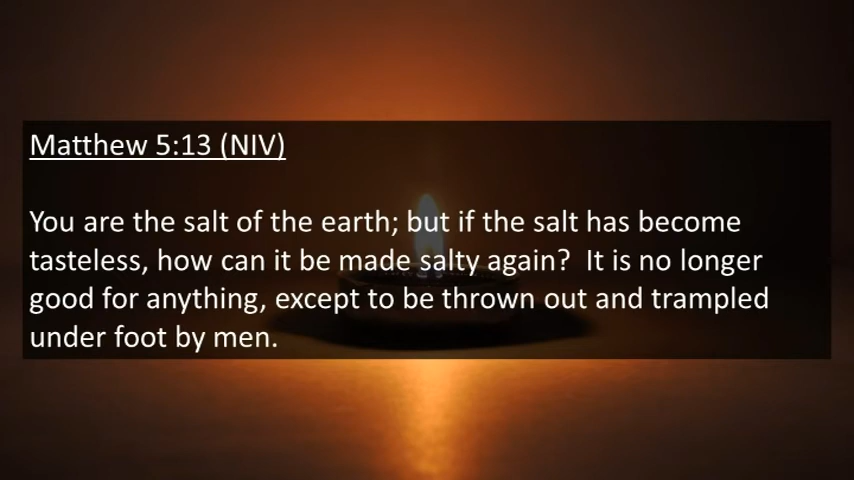 Matthew 5:13 (NIV)
You are the salt of the earth; but if the salt has become
tasteless, how can it be made salty again?  It is no longer
good for anything, except to be thrown out and trampled
under foot by men.